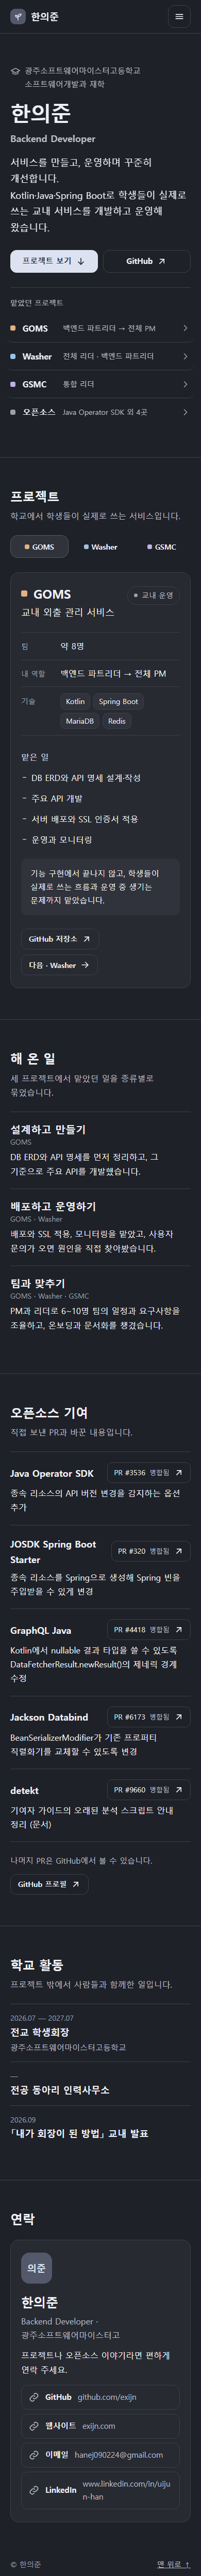 한의준
광주소프트웨어마이스터고등학교
소프트웨어개발과 재학
한의준
Backend Developer
서비스를 만들고, 운영하며 꾸준히
개선합니다.
Kotlin·Java·Spring Boot로 학생들이 실제로
쓰는 교내 서비스를 개발하고 운영해
왔습니다.
프로젝트 보기 ↓
GitHub ↗
맡았던 프로젝트
GOMS 백엔드 파트리더 → 전체 PM
Washer 전체 리더 · 백엔드 파트리더
GSMC 통합 리더
오픈소스 Java Operator SDK 외 4곳
프로젝트
학교에서 학생들이 실제로 쓰는 서비스입니다.
GOMS Washer GSMC
GOMS 교내 운영
교내 외출 관리 서비스
팀 약 8명
내 역할 백엔드 파트리더 → 전체 PM
기술 Kotlin Spring Boot
MariaDB Redis
맡은 일
- DB ERD와 API 명세 설계·작성
- 주요 API 개발
- 서버 배포와 SSL 인증서 적용
- 운영과 모니터링
기능 구현에서 끝나지 않고, 학생들이
실제로 쓰는 흐름과 운영 중 생기는
문제까지 맡았습니다.
GitHub 저장소 ↗
다음 · Washer →
해 온 일
세 프로젝트에서 맡았던 일을 종류별로
묶었습니다.
설계하고 만들기
GOMS
DB ERD와 API 명세를 먼저 정리하고, 그
기준으로 주요 API를 개발했습니다.
배포하고 운영하기
GOMS · Washer
배포와 SSL 적용, 모니터링을 맡았고, 사용자
문의가 오면 원인을 직접 찾아봤습니다.
팀과 맞추기
GOMS · Washer · GSMC
PM과 리더로 6~10명 팀의 일정과 요구사항을
조율하고, 온보딩과 문서화를 챙겼습니다.
오픈소스 기여
직접 보낸 PR과 바꾼 내용입니다.
Java Operator SDK PR #3536 병합됨 ↗
종속 리소스의 API 버전 변경을 감지하는 옵션
추가
JOSDK Spring Boot
Starter PR #320 병합됨 ↗
종속 리소스를 Spring으로 생성해 Spring 빈을
주입받을 수 있게 변경
GraphQL Java PR #4418 병합됨 ↗
Kotlin에서 nullable 결과 타입을 쓸 수 있도록
DataFetcherResult.newResult()의 제네릭 경계
수정
Jackson Databind PR #6173 병합됨 ↗
BeanSerializerModifier가 기존 프로퍼티
직렬화기를 교체할 수 있도록 변경
detekt PR #9660 병합됨 ↗
기여자 가이드의 오래된 분석 스크립트 안내
정리 (문서)
나머지 PR은 GitHub에서 볼 수 있습니다.
GitHub 프로필 ↗
학교 활동
프로젝트 밖에서 사람들과 함께한 일입니다.
2026.07 — 2027.07
전교 학생회장
광주소프트웨어마이스터고등학교
—
전공 동아리 인력사무소
2026.09
「내가 회장이 된 방법」 교내 발표
연락
의준
한의준
Backend Developer ·
광주소프트웨어마이스터고
프로젝트나 오픈소스 이야기라면 편하게
연락 주세요.
GitHub github.com/exijn
웹사이트 exijn.com
이메일 hanej090224@gmail.com
LinkedIn www.linkedin.com/in/uiju
n-han
© 한의준 맨 위로 ↑